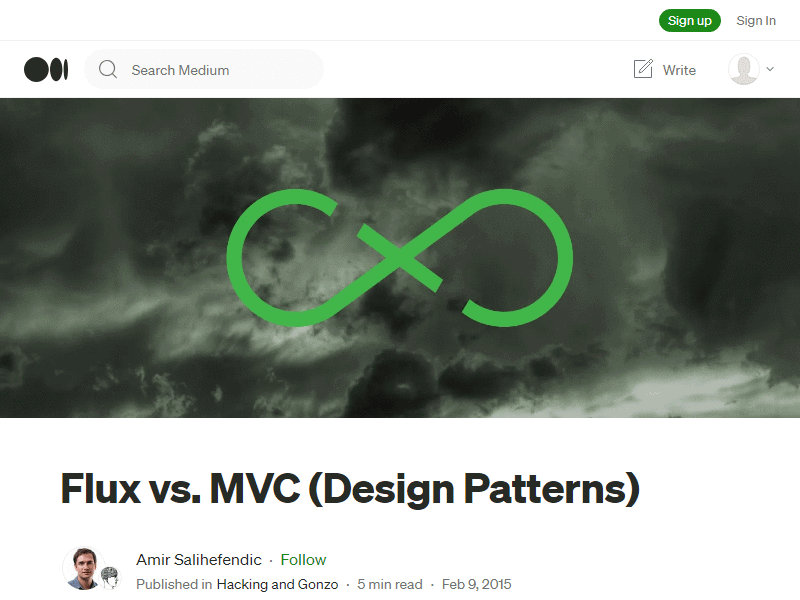 Sign up Sign In
Search Medium Write
Flux vs. MVC (Design Patterns)
Amir Salihefendic · Follow
Published in Hacking and Gonzo · 5 min read · Feb 9, 2015